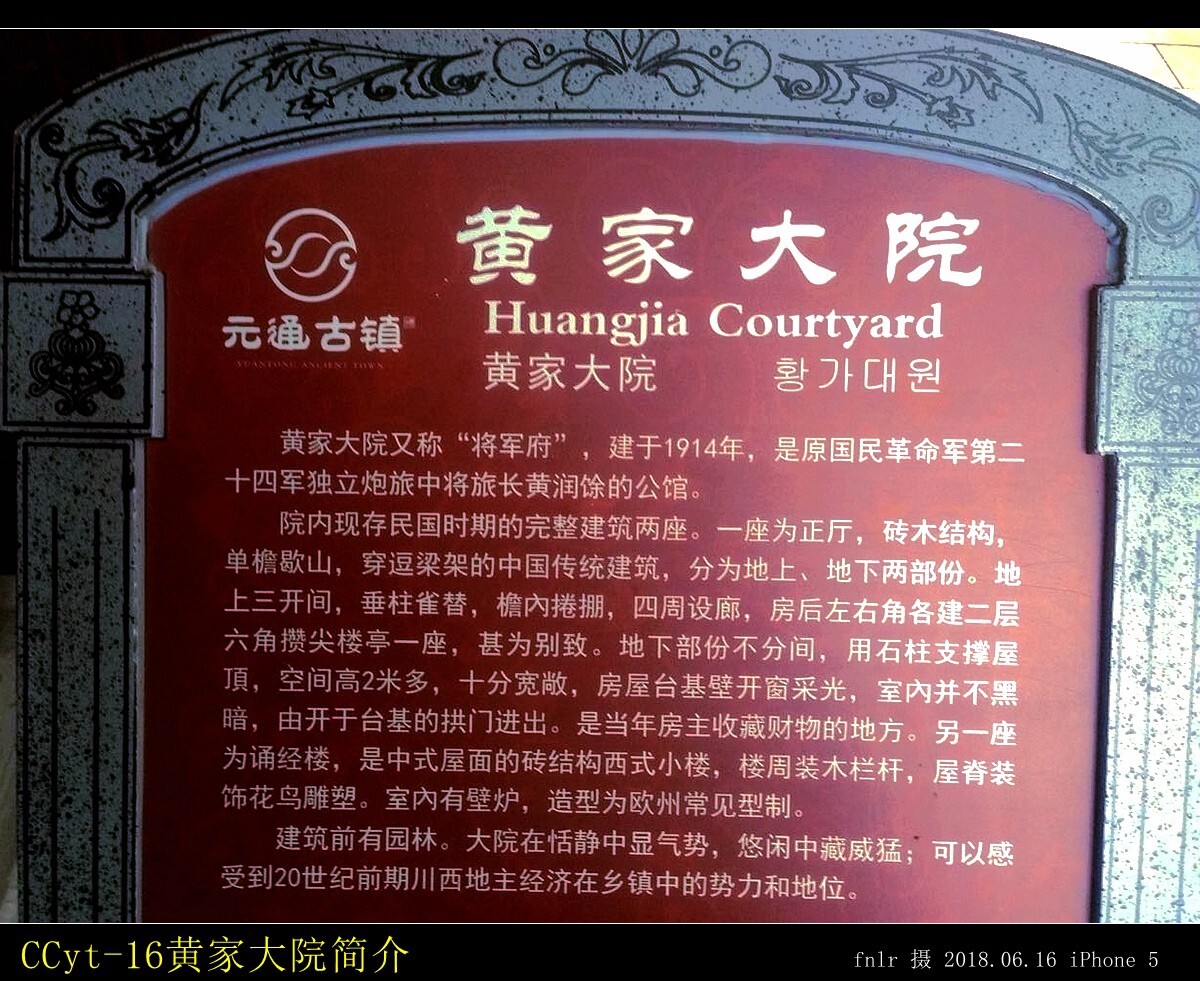 黄家大院
Huangjia Courtyard
元通古镇
YUANTONG ANCIENT TOWN
黄家大院 황가대원
黄家大院又称“将军府”，建于1914年，是原国民革命军第二
十四军独立炮旅中将旅长黄润馀的公馆。
院内现存民国时期的完整建筑两座。一座为正厅，砖木结构，
单檐歇山，穿逗梁架的中国传统建筑，分为地上、地下两部份。地
上三开间，垂柱雀替，檐內捲掤，四周设廊，房后左右角各建二层
六角攒尖楼亭一座，甚为别致。地下部份不分间，用石柱支撑屋
頂，空间高2米多，十分宽敞，房屋台基壁开窗采光，室內并不黑
暗，由开于台基的拱门进出。是当年房主收藏财物的地方。另一座
为诵经楼，是中式屋面的砖结构西式小楼，楼周装木栏杆，屋脊装
饰花鸟雕塑。室內有壁炉，造型为欧州常见型制。
建筑前有园林。大院在恬静中显气势，悠闲中藏威猛；可以感
受到20世纪前期川西地主经济在乡镇中的势力和地位。
CCyt-16黄家大院简介
fnlr 摄 2018.06.16 iPhone 5